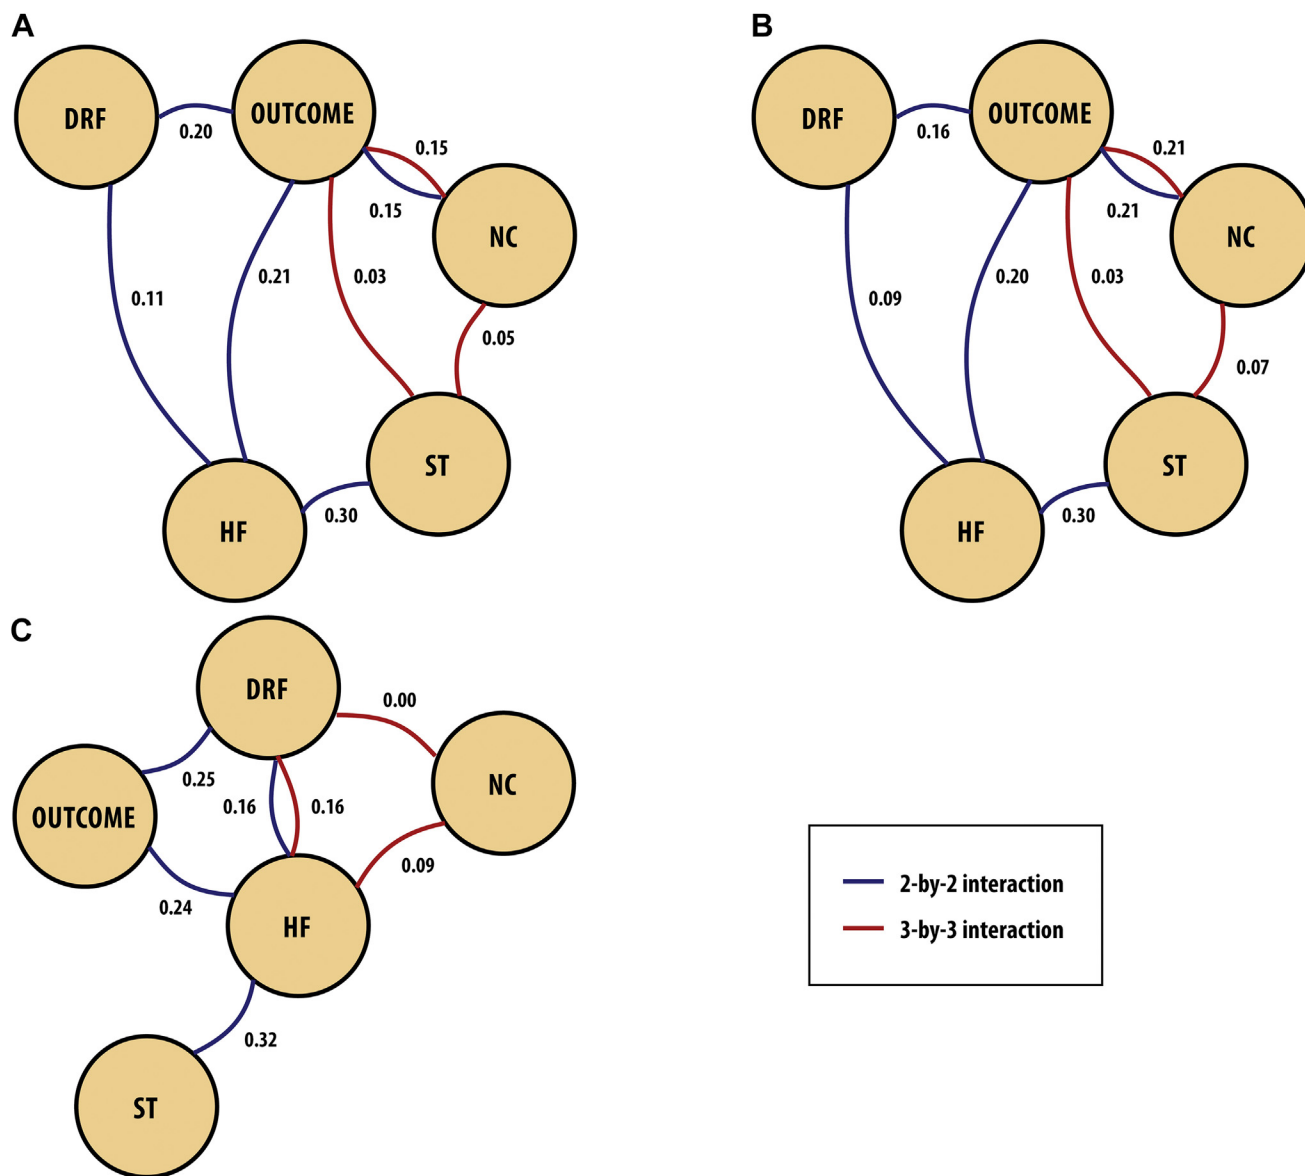 A
DRF
OUTCOME
0.20
0.15
0.15
NC
0.11
0.21
0.03
0.05
ST
HF
0.30
B
DRF
OUTCOME
0.16
0.21
0.21
NC
0.09
0.20
0.03
0.07
ST
HF
0.30
C
DRF
0.00
0.25
NC
OUTCOME
0.16
0.16
0.09
0.24
HF
0.32
ST
2-by-2 interaction
3-by-3 interaction